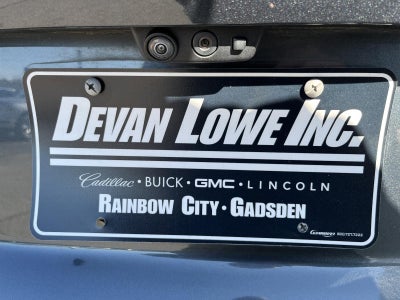 DEVAN LOWE INC.
Cadillac · BUICK · GMC · LINCOLN
RAINBOW CITY · GADSDEN